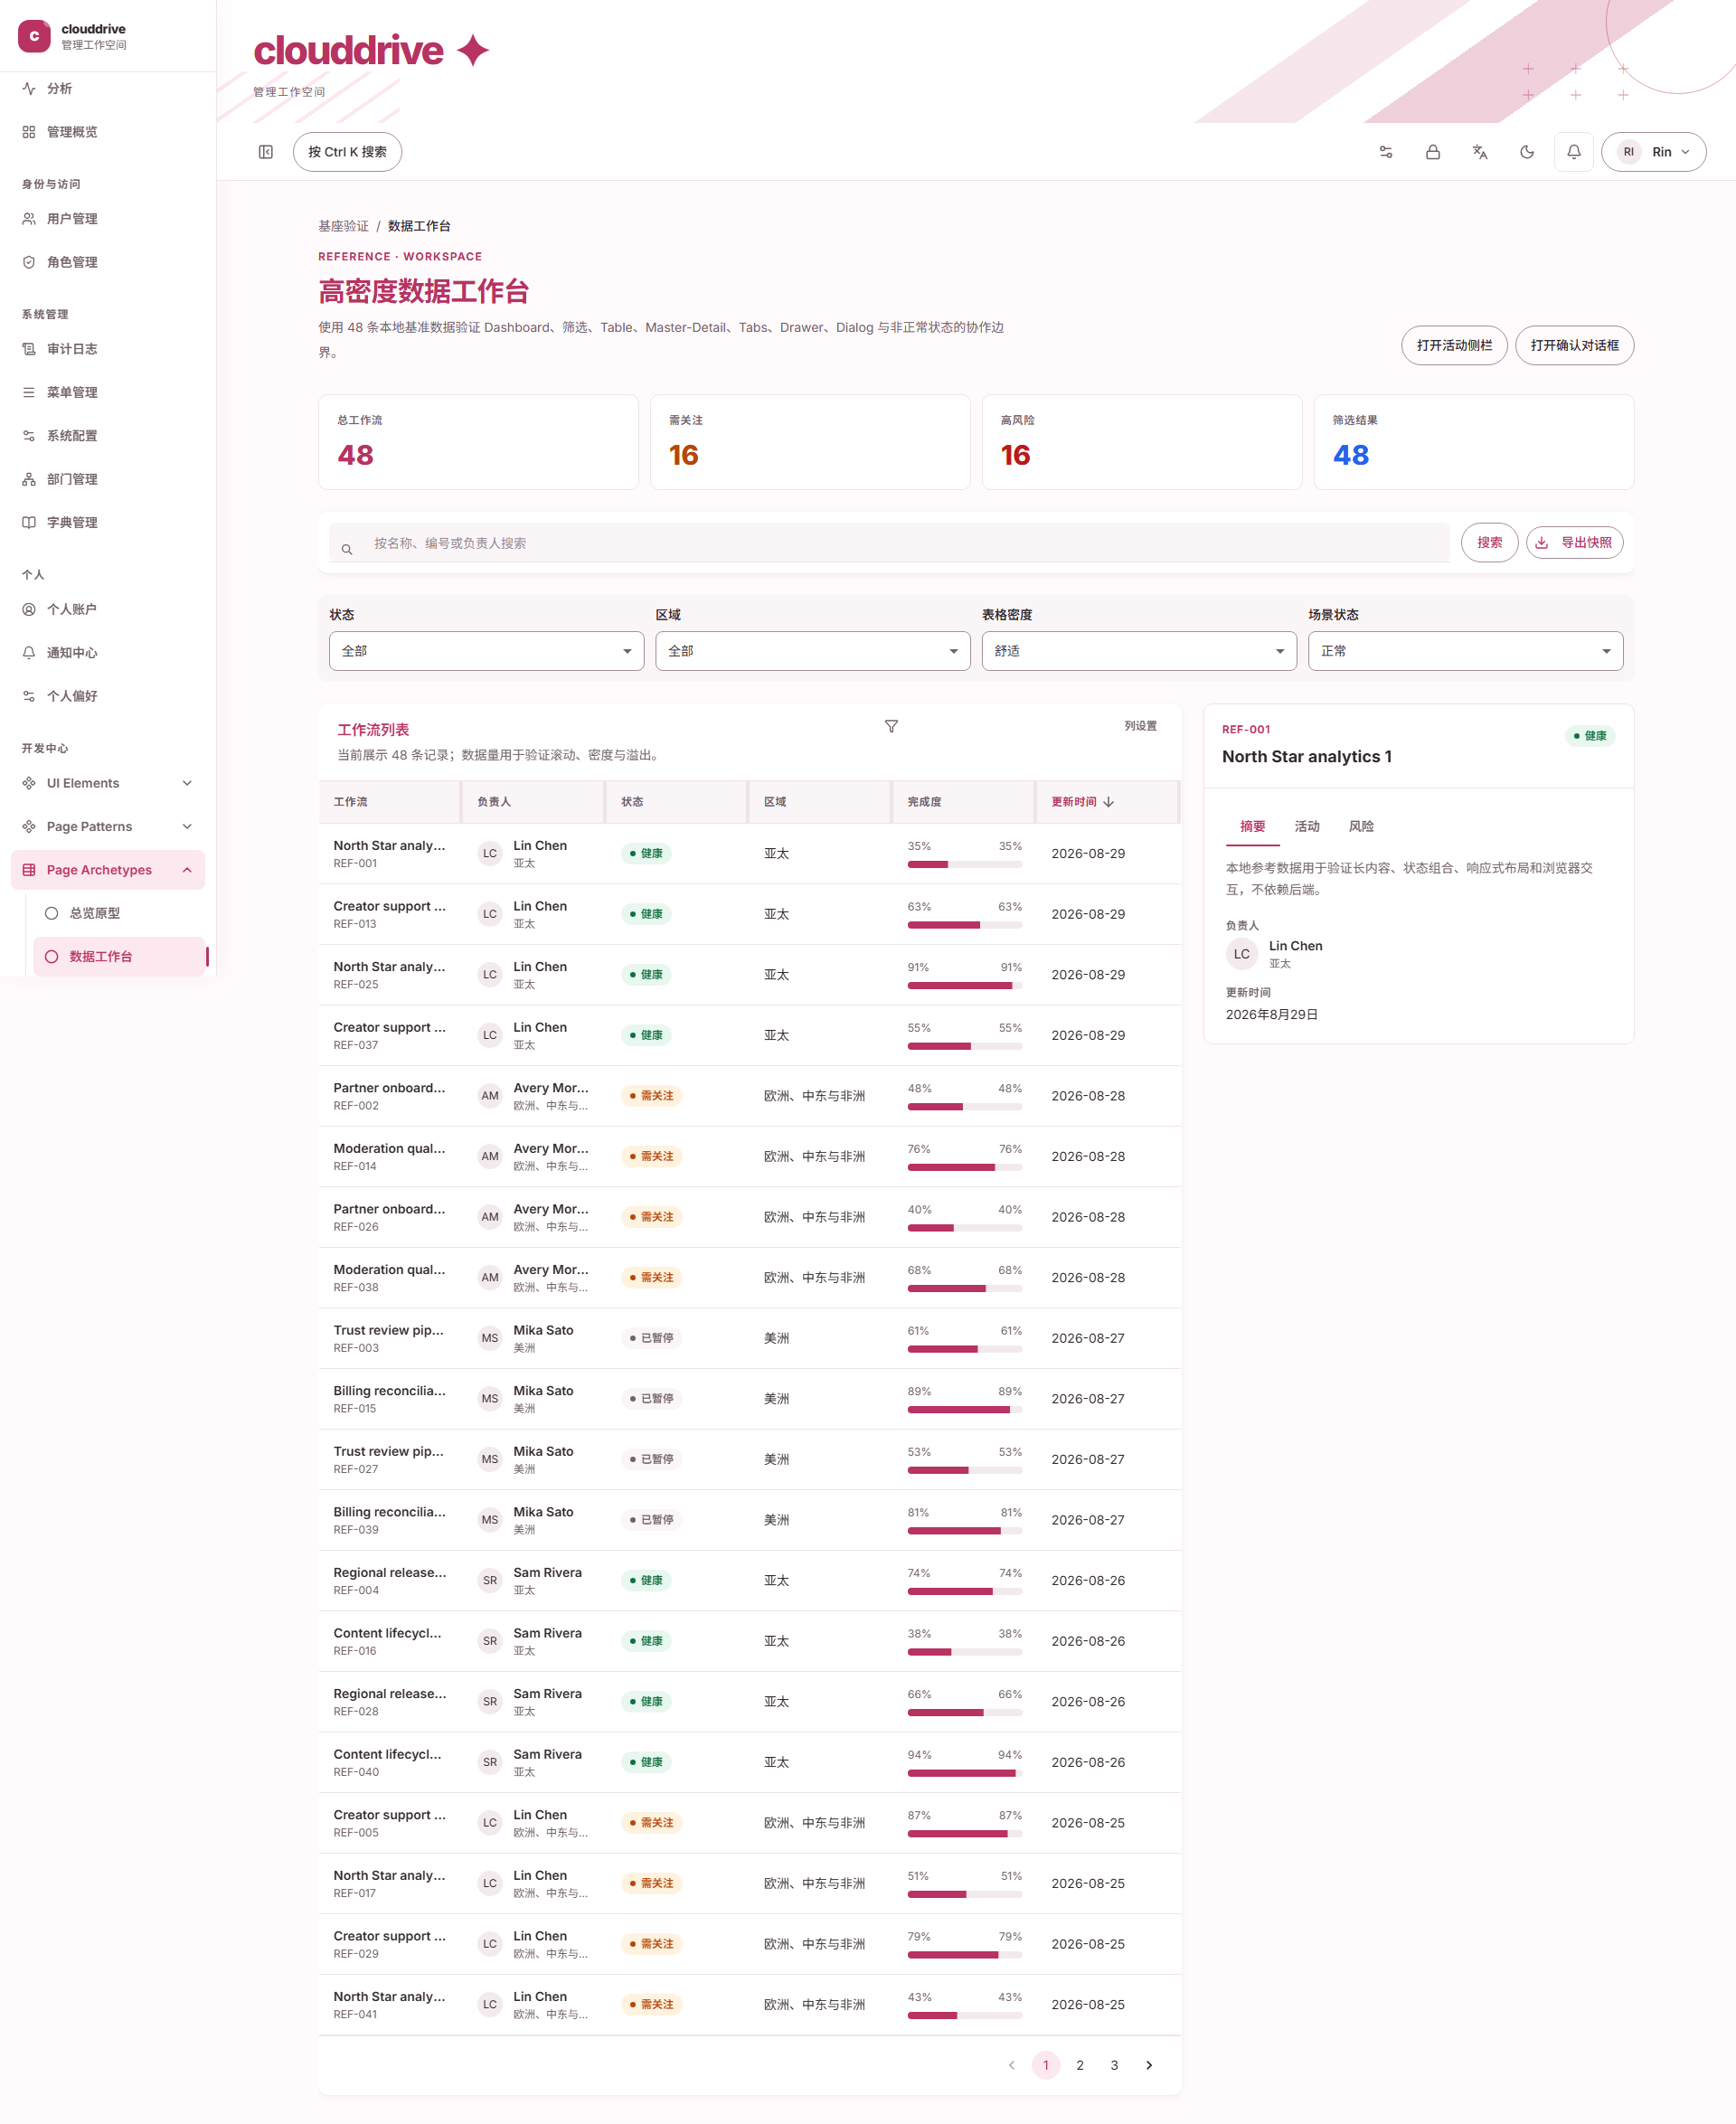 c
clouddrive
管理工作空间
分析
管理概览
身份与访问
用户管理
角色管理
系统管理
审计日志
菜单管理
系统配置
部门管理
字典管理
个人
个人账户
通知中心
个人偏好
开发中心
UI Elements
Page Patterns
Page Archetypes
总览原型
数据工作台
clouddrive
管理工作空间
按 Ctrl K 搜索
RI Rin
基座验证 / 数据工作台
REFERENCE · WORKSPACE
高密度数据工作台
使用 48 条本地基准数据验证 Dashboard、筛选、Table、Master-Detail、Tabs、Drawer、Dialog 与非正常状态的协作边
界。
打开活动侧栏 打开确认对话框
总工作流 需关注 高风险 筛选结果
48 16 16 48
按名称、编号或负责人搜索 搜索 导出快照
状态 区域 表格密度 场景状态
全部 全部 舒适 正常
工作流列表 列设置
当前展示 48 条记录；数据量用于验证滚动、密度与溢出。
工作流 负责人 状态 区域 完成度 更新时间
North Star analy... LC Lin Chen 健康 亚太 35% 35% 2026-08-29
REF-001 亚太
Creator support ... LC Lin Chen 健康 亚太 63% 63% 2026-08-29
REF-013 亚太
North Star analy... LC Lin Chen 健康 亚太 91% 91% 2026-08-29
REF-025 亚太
Creator support ... LC Lin Chen 健康 亚太 55% 55% 2026-08-29
REF-037 亚太
Partner onboard... AM Avery Mor... 需关注 欧洲、中东与非洲 48% 48% 2026-08-28
REF-002 欧洲、中东与...
Moderation qual... AM Avery Mor... 需关注 欧洲、中东与非洲 76% 76% 2026-08-28
REF-014 欧洲、中东与...
Partner onboard... AM Avery Mor... 需关注 欧洲、中东与非洲 40% 40% 2026-08-28
REF-026 欧洲、中东与...
Moderation qual... AM Avery Mor... 需关注 欧洲、中东与非洲 68% 68% 2026-08-28
REF-038 欧洲、中东与...
Trust review pip... MS Mika Sato 已暂停 美洲 61% 61% 2026-08-27
REF-003 美洲
Billing reconcilia... MS Mika Sato 已暂停 美洲 89% 89% 2026-08-27
REF-015 美洲
Trust review pip... MS Mika Sato 已暂停 美洲 53% 53% 2026-08-27
REF-027 美洲
Billing reconcilia... MS Mika Sato 已暂停 美洲 81% 81% 2026-08-27
REF-039 美洲
Regional release... SR Sam Rivera 健康 亚太 74% 74% 2026-08-26
REF-004 亚太
Content lifecycl... SR Sam Rivera 健康 亚太 38% 38% 2026-08-26
REF-016 亚太
Regional release... SR Sam Rivera 健康 亚太 66% 66% 2026-08-26
REF-028 亚太
Content lifecycl... SR Sam Rivera 健康 亚太 94% 94% 2026-08-26
REF-040 亚太
Creator support ... LC Lin Chen 需关注 欧洲、中东与非洲 87% 87% 2026-08-25
REF-005 欧洲、中东与...
North Star analy... LC Lin Chen 需关注 欧洲、中东与非洲 51% 51% 2026-08-25
REF-017 欧洲、中东与...
Creator support ... LC Lin Chen 需关注 欧洲、中东与非洲 79% 79% 2026-08-25
REF-029 欧洲、中东与...
North Star analy... LC Lin Chen 需关注 欧洲、中东与非洲 43% 43% 2026-08-25
REF-041 欧洲、中东与...
1 2 3
REF-001
North Star analytics 1
健康
摘要 活动 风险
本地参考数据用于验证长内容、状态组合、响应式布局和浏览器交
互，不依赖后端。
负责人
LC Lin Chen
亚太
更新时间
2026年8月29日